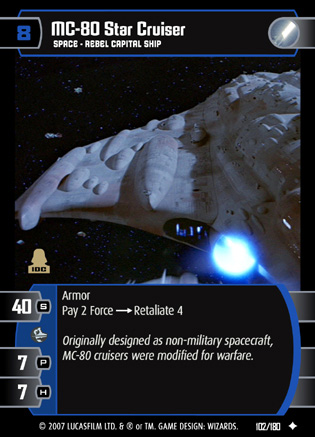 8
MC-80 Star Cruiser
SPACE - REBEL CAPITAL SHIP
IDC
40 S
Armor
Pay 2 Force → Retaliate 4
Originally designed as non-military spacecraft,
MC-80 cruisers were modified for warfare.
7 P
7 H
© 2007 LUCASFILM LTD. & ® or TM. GAME DESIGN: WIZARDS. 102/180